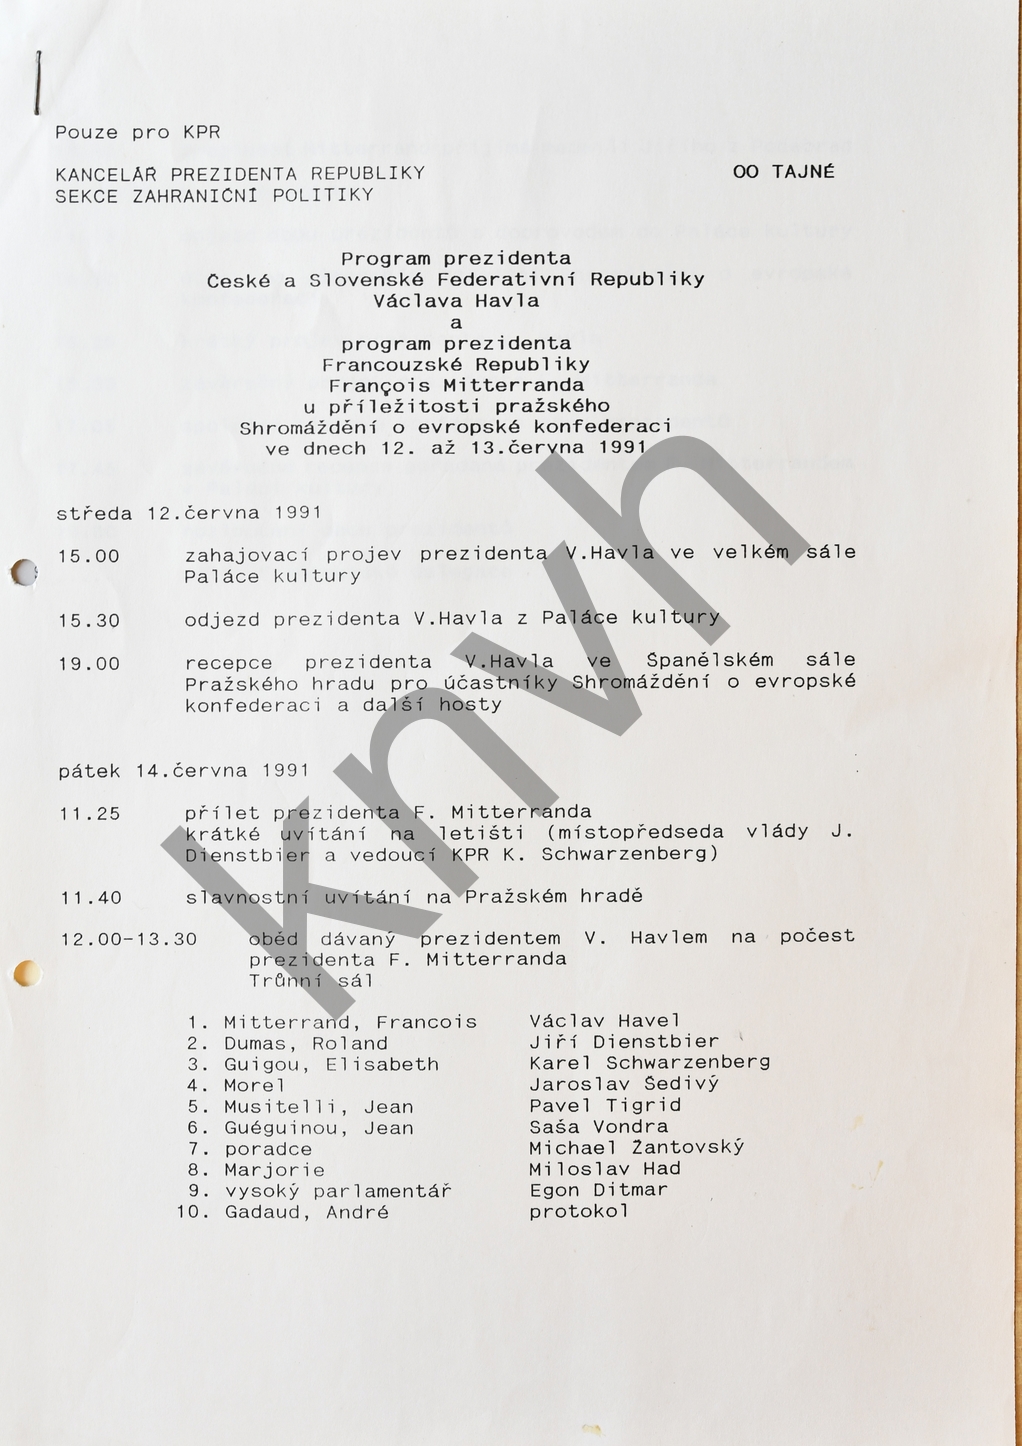 Pouze pro KPR
KANCELÁŘ PREZIDENTA REPUBLIKY
OO TAJNÉ
SEKCE ZAHRANIČNÍ POLITIKY
Program prezidenta
České a Slovenské Federativní Republiky
Václava Havla
a
program prezidenta
Francouzské Republiky
François Mitterranda
u příležitosti pražského
Shromáždění o evropské konfederaci
ve dnech 12. až 13.června 1991
středa 12.června 1991
15.00 zahajovací projev prezidenta V.Havla ve velkém sále
Paláce kultury
15.30 odjezd prezidenta V.Havla z Paláce kultury
19.00 recepce prezidenta V.Havla ve Španělském sále
Pražského hradu pro účastníky Shromáždění o evropské
konfederaci a další hosty
pátek 14.června 1991
11.25 přílet prezidenta F. Mitterranda
krátké uvítání na letišti (místopředseda vlády J.
Dienstbier a vedoucí KPR K. Schwarzenberg)
11.40 slavnostní uvítání na Pražském hradě
12.00-13.30 oběd dávaný prezidentem V. Havlem na počest
prezidenta F. Mitterranda
Trůnní sál
1. Mitterrand, Francois Václav Havel
2. Dumas, Roland Jiří Dienstbier
3. Guigou, Elisabeth Karel Schwarzenberg
4. Morel Jaroslav Šedivý
5. Musitelli, Jean Pavel Tigrid
6. Guéguinou, Jean Saša Vondra
7. poradce Michael Žantovský
8. Marjorie Miloslav Had
9. vysoký parlamentář Egon Ditmar
10. Gadaud, André protokol
knvh